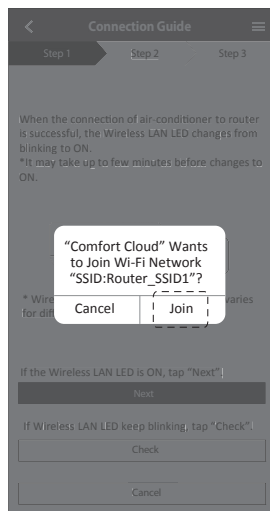 Connection Guide
Step 1 Step 2 Step 3
When the connection of air-conditioner to router
is successful, the Wireless LAN LED changes from
blinking to ON.
*It may take up to few minutes before changes to
ON.
“Comfort Cloud” Wants
to Join Wi-Fi Network
“SSID:Router_SSID1”?
Cancel Join
* Wire varies
for dif
If the Wireless LAN LED is ON, tap “Next”.
Next
If Wireless LAN LED keep blinking, tap “Check”.
Check
Cancel